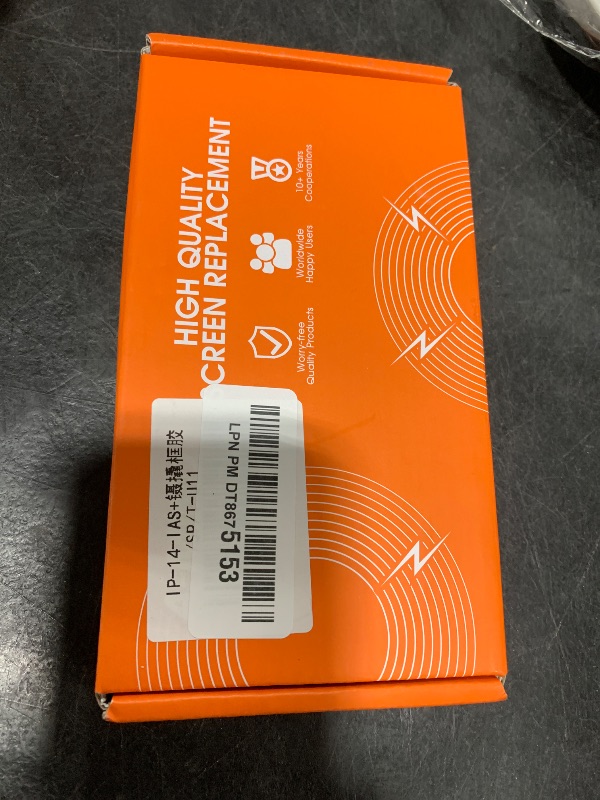 HIGH QUALITY
CREEN REPLACEMENT
10+ Years
Cooperations
Worldwide
Happy Users
Worry-free
Quality Products
IP-14-IAS+镊撬框胶
LPN PM DT8675153